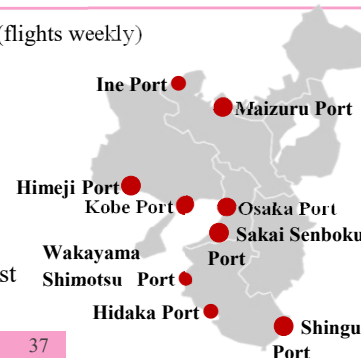 (flights weekly)
Ine Port
Maizuru Port
Himeji Port
Kobe Port
Osaka Port
Sakai Senboku
Port
Wakayama
Shimotsu Port
st
Hidaka Port
Shingu
Port
37